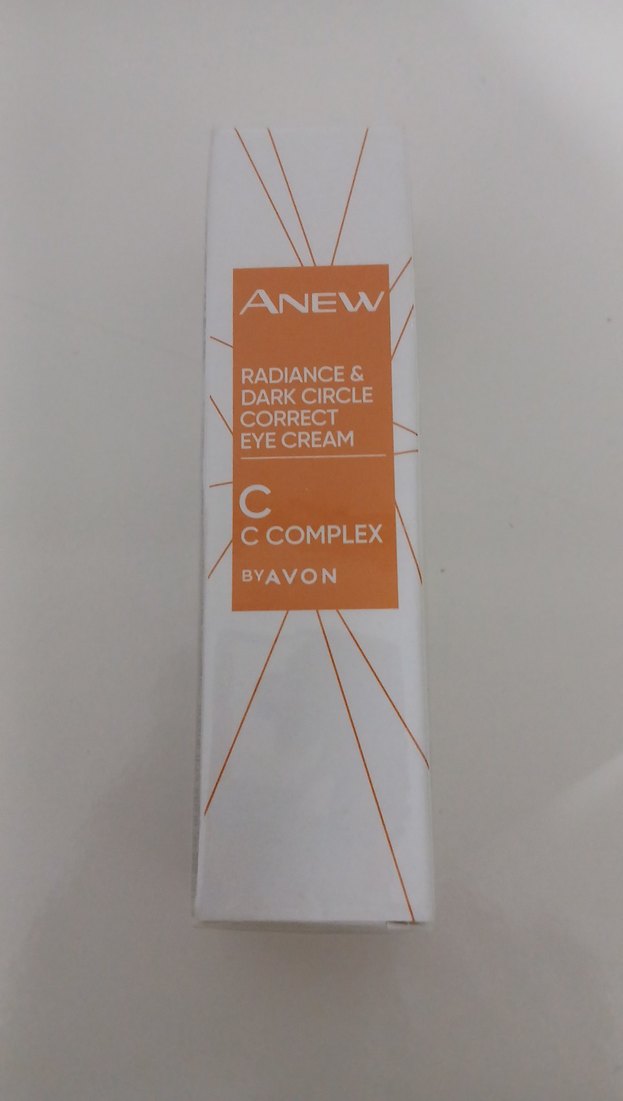 ANEW
RADIANCE &
DARK CIRCLE
CORRECT
EYE CREAM
C
C COMPLEX
BY AVON